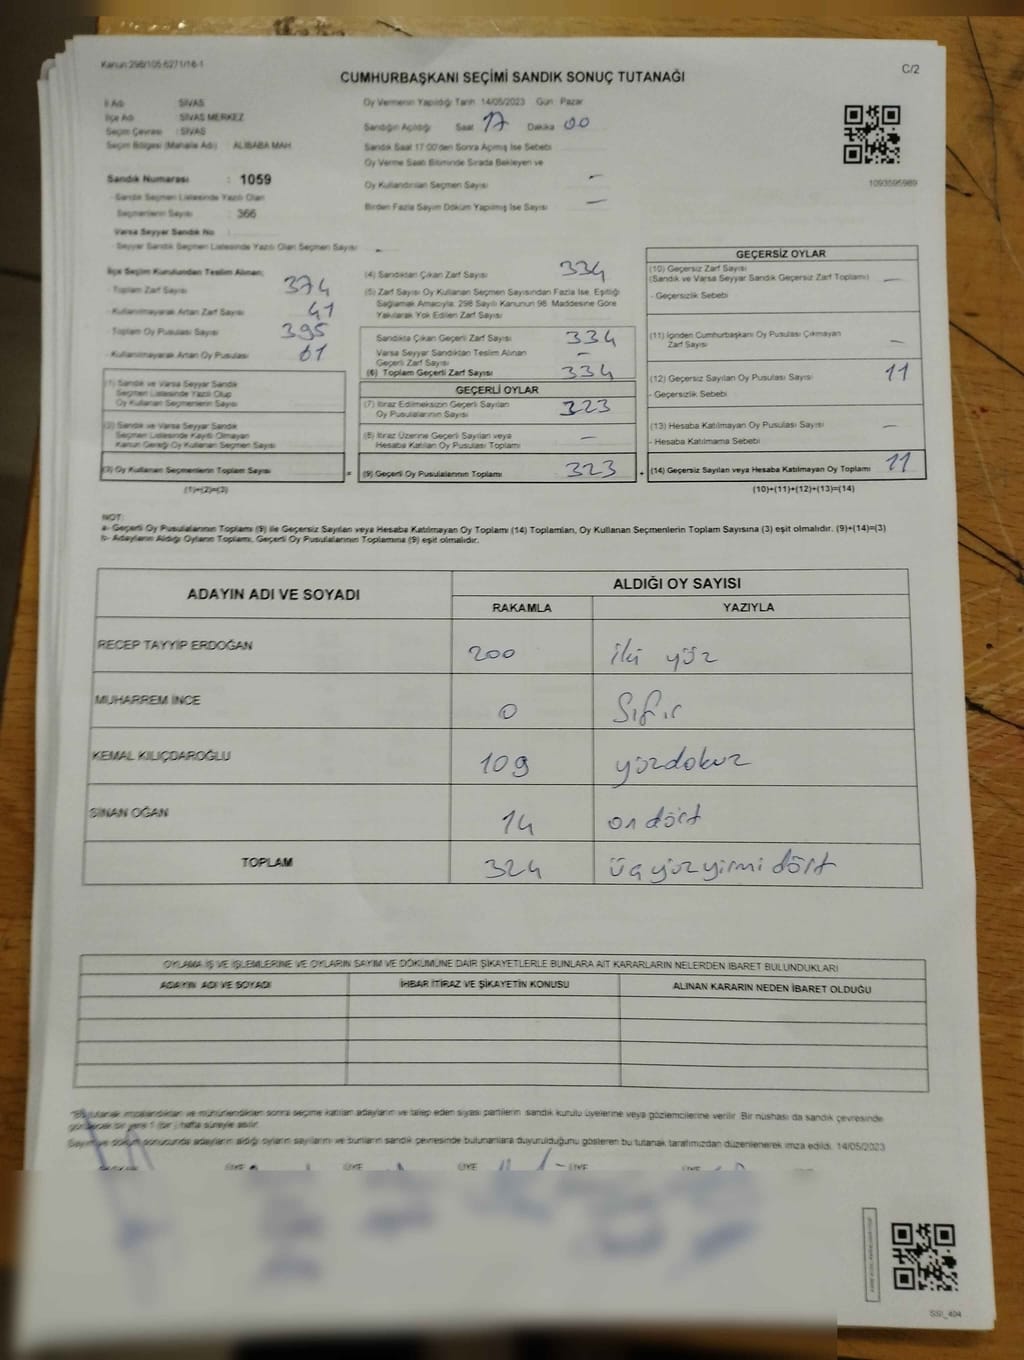 Kanun:298/105 6271/16-1
CUMHURBAŞKANI SEÇİMİ SANDIK SONUÇ TUTANAĞI
C/2
İl Adı : SİVAS
İlçe Adı : SİVAS MERKEZ
Seçim Çevresi : SİVAS
Seçim Bölgesi (Mahalle Adı) : ALİBABA MAH
Sandık Numarası : 1059
- Sandık Seçmen Listesinde Yazılı Olan
Seçmenlerin Sayısı : 366
Varsa Seyyar Sandık No :
- Seyyar Sandık Seçmen Listesinde Yazılı Olan Seçmen Sayısı : -
Oy Vermenin Yapıldığı Tarih 14/05/2023 Gün : Pazar
Sandığın Açıldığı Saat 17 Dakika 00
Sandık Saat 17:00'den Sonra Açılmış İse Sebebi
Oy Verme Saati Bitiminde Sırada Bekleyen ve
Oy Kullandırılan Seçmen Sayısı —
Birden Fazla Sayım Döküm Yapılmış İse Sayısı —
1093595989
İlçe Seçim Kurulundan Teslim Alınan;
- Toplam Zarf Sayısı 374
- Kullanılmayarak Artan Zarf Sayısı 41
- Toplam Oy Pusulası Sayısı 395
- Kullanılmayarak Artan Oy Pusulası 61
(1) Sandık ve Varsa Seyyar Sandık
Seçmen Listesinde Yazılı Olup
Oy Kullanan Seçmenlerin Sayısı
(2) Sandık ve Varsa Seyyar Sandık
Seçmen Listesinde Kayıtlı Olmayan
Kanun Gereği Oy Kullanan Seçmen Sayısı
(3) Oy Kullanan Seçmenlerin Toplam Sayısı =
(1)+(2)=(3)
(4) Sandıktan Çıkan Zarf Sayısı 334
(5) Zarf Sayısı Oy Kullanan Seçmen Sayısından Fazla İse, Eşitliği
Sağlamak Amacıyla, 298 Sayılı Kanunun 98. Maddesine Göre
Yakılarak Yok Edilen Zarf Sayısı
Sandıkta Çıkan Geçerli Zarf Sayısı 334
Varsa Seyyar Sandıktan Teslim Alınan
Geçerli Zarf Sayısı —
(6) Toplam Geçerli Zarf Sayısı 334
GEÇERLİ OYLAR
(7) İtiraz Edilmeksizin Geçerli Sayılan
Oy Pusulalarının Sayısı 323
(8) İtiraz Üzerine Geçerli Sayılan veya
Hesaba Katılan Oy Pusulası Toplamı —
(9) Geçerli Oy Pusulalarının Toplamı 323 +
GEÇERSİZ OYLAR
(10) Geçersiz Zarf Sayısı
(Sandık ve Varsa Seyyar Sandık Geçersiz Zarf Toplamı) —
- Geçersizlik Sebebi
(11) İçinden Cumhurbaşkanı Oy Pusulası Çıkmayan
Zarf Sayısı —
(12) Geçersiz Sayılan Oy Pusulası Sayısı 11
- Geçersizlik Sebebi
(13) Hesaba Katılmayan Oy Pusulası Sayısı —
- Hesaba Katılmama Sebebi
(14) Geçersiz Sayılan veya Hesaba Katılmayan Oy Toplamı 11
(10)+(11)+(12)+(13)=(14)
NOT:
a- Geçerli Oy Pusulalarının Toplamı (9) ile Geçersiz Sayılan veya Hesaba Katılmayan Oy Toplamı (14) Toplamları, Oy Kullanan Seçmenlerin Toplam Sayısına (3) eşit olmalıdır. (9)+(14)=(3)
b- Adayların Aldığı Oyların Toplamı, Geçerli Oy Pusulalarının Toplamına (9) eşit olmalıdır.
ADAYIN ADI VE SOYADI ALDIĞI OY SAYISI
RAKAMLA YAZIYLA
RECEP TAYYİP ERDOĞAN 200 iki yüz
MUHARREM İNCE 0 Sıfır
KEMAL KILIÇDAROĞLU 109 yüzdokuz
SİNAN OĞAN 14 on dört
TOPLAM 324 üçyüzyirmi dört
OYLAMA İŞ VE İŞLEMLERİNE VE OYLARIN SAYIM VE DÖKÜMÜNE DAİR ŞİKAYETLERLE BUNLARA AİT KARARLARIN NELERDEN İBARET BULUNDUKLARI
ADAYIN ADI VE SOYADI İHBAR İTİRAZ VE ŞİKAYETİN KONUSU ALINAN KARARIN NEDEN İBARET OLDUĞU
*Bu tutanak imzalandıktan ve mühürlendikten sonra seçime katılan adayların ve talep eden siyasi partilerin sandık kurulu üyelerine veya gözlemcilerine verilir. Bir nüshası da sandık çevresinde
görülecek bir yere 1 (bir) hafta süreyle asılır.
Sayım ve döküm sonucunda adayların aldığı oyların sayılarını ve bunların sandık çevresinde bulunanlara duyurulduğunu gösteren bu tutanak tarafımızdan düzenlenerek imza edildi. 14/05/2023
BAŞKAN ÜYE ÜYE ÜYE ÜYE ÜYE
SSİ_404